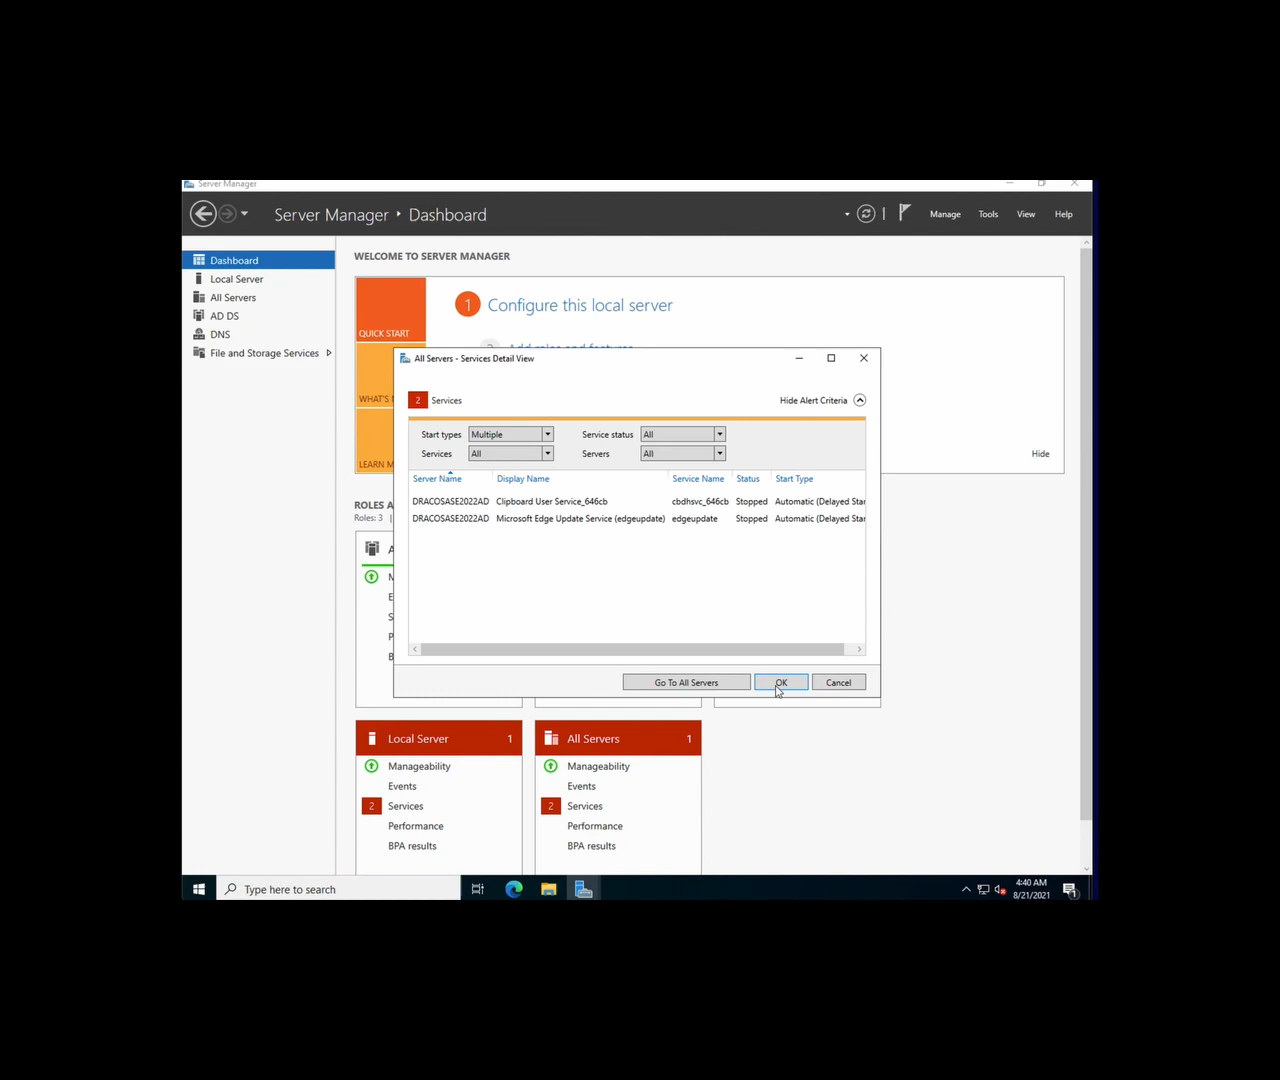 Server Manager
Server Manager ‣ Dashboard
Manage Tools View Help
Dashboard
Local Server
All Servers
AD DS
DNS
File and Storage Services
WELCOME TO SERVER MANAGER
QUICK START
1 Configure this local server
WHAT'S
LEARN M
Hide
ROLES A
Roles: 3 |
All Servers - Services Detail View
2 Services
Hide Alert Criteria
Start types Multiple Service status All
Services All Servers All
Server Name Display Name Service Name Status Start Type
DRACOSASE2022AD Clipboard User Service_646cb cbdhsvc_646cb Stopped Automatic (Delayed Star
DRACOSASE2022AD Microsoft Edge Update Service (edgeupdate) edgeupdate Stopped Automatic (Delayed Star
Go To All Servers OK Cancel
Local Server 1
Manageability
Events
2 Services
Performance
BPA results
All Servers 1
Manageability
Events
2 Services
Performance
BPA results
Type here to search
4:40 AM
8/21/2021
1